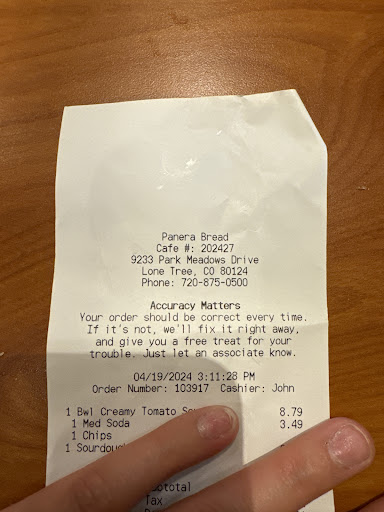 Panera Bread
Cafe #: 202427
9233 Park Meadows Drive
Lone Tree, CO 80124
Phone: 720-875-0500
Accuracy Matters
Your order should be correct every time.
If it's not, we'll fix it right away,
and give you a free treat for your
trouble. Just let an associate know.
04/19/2024 3:11:28 PM
Order Number: 103917 Cashier: John
1 Bwl Creamy Tomato 8.79
1 Med Soda 3.49
1 Chips
1
Tax